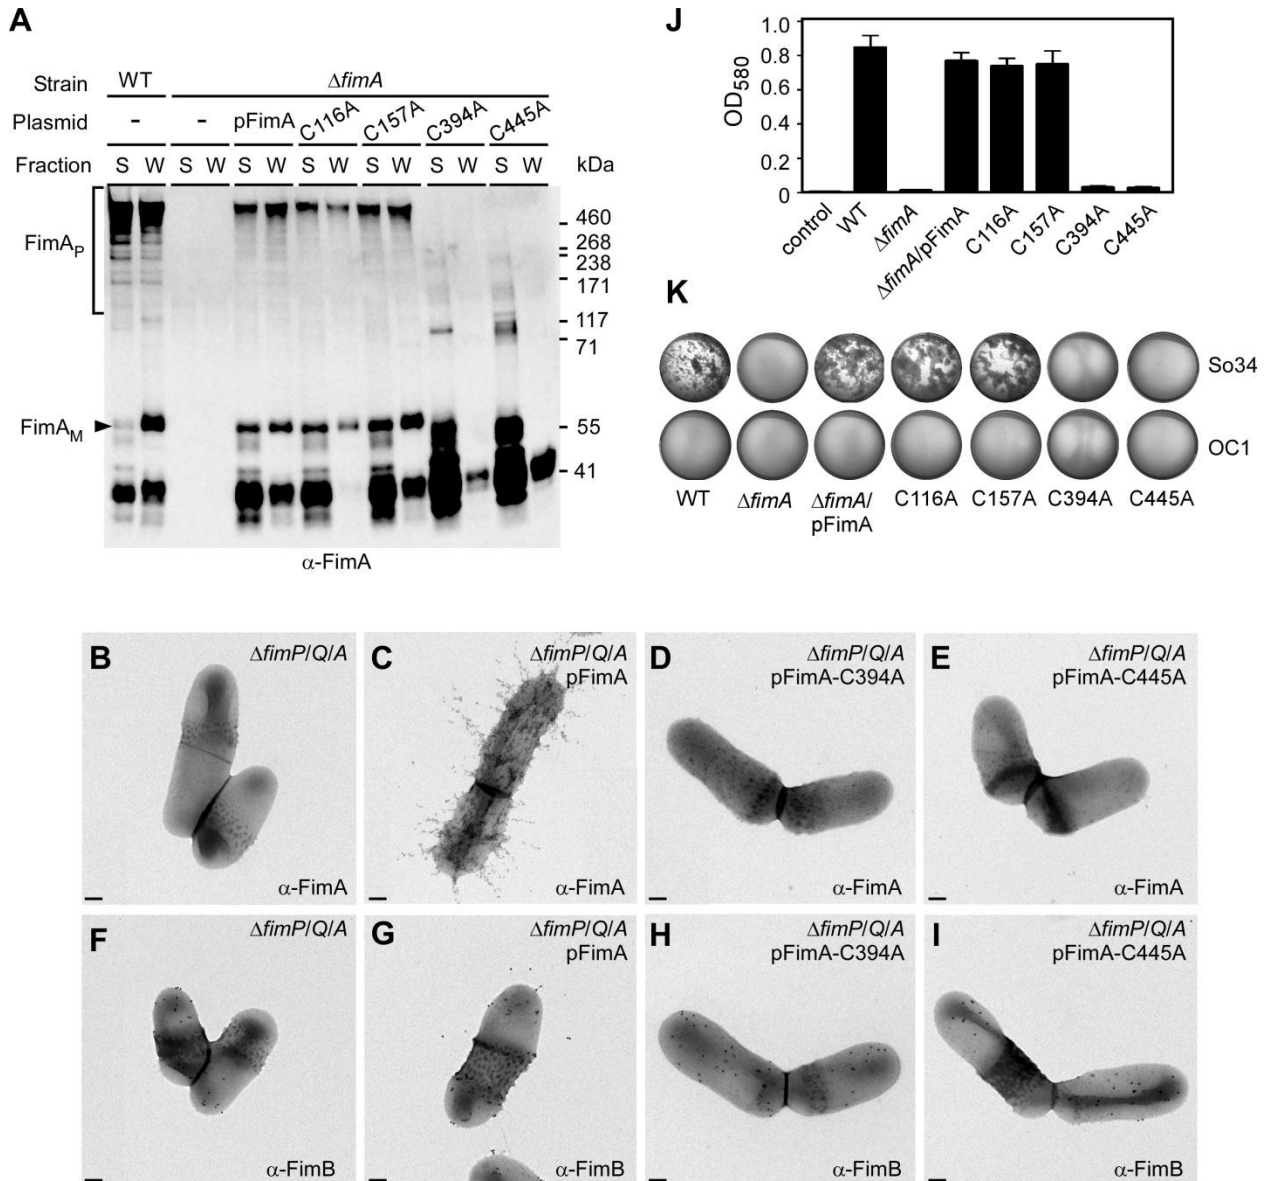 A
Strain WT ΔfimA
Plasmid - - pFimA C116A C157A C394A C445A
Fraction S W S W S W S W S W S W S W kDa
FimAP
460
268
238
171
117
71
FimAM 55
41
α-FimA
J
OD580
1.0
0.8
0.6
0.4
0.2
0
control WT ΔfimA ΔfimA/pFimA C116A C157A C394A C445A
K
So34
OC1
WT ΔfimA ΔfimA/ C116A C157A C394A C445A
pFimA
B ΔfimP/Q/A
α-FimA
C ΔfimP/Q/A
pFimA
α-FimA
D ΔfimP/Q/A
pFimA-C394A
α-FimA
E ΔfimP/Q/A
pFimA-C445A
α-FimA
F ΔfimP/Q/A
α-FimB
G ΔfimP/Q/A
pFimA
α-FimB
H ΔfimP/Q/A
pFimA-C394A
α-FimB
I ΔfimP/Q/A
pFimA-C445A
α-FimB